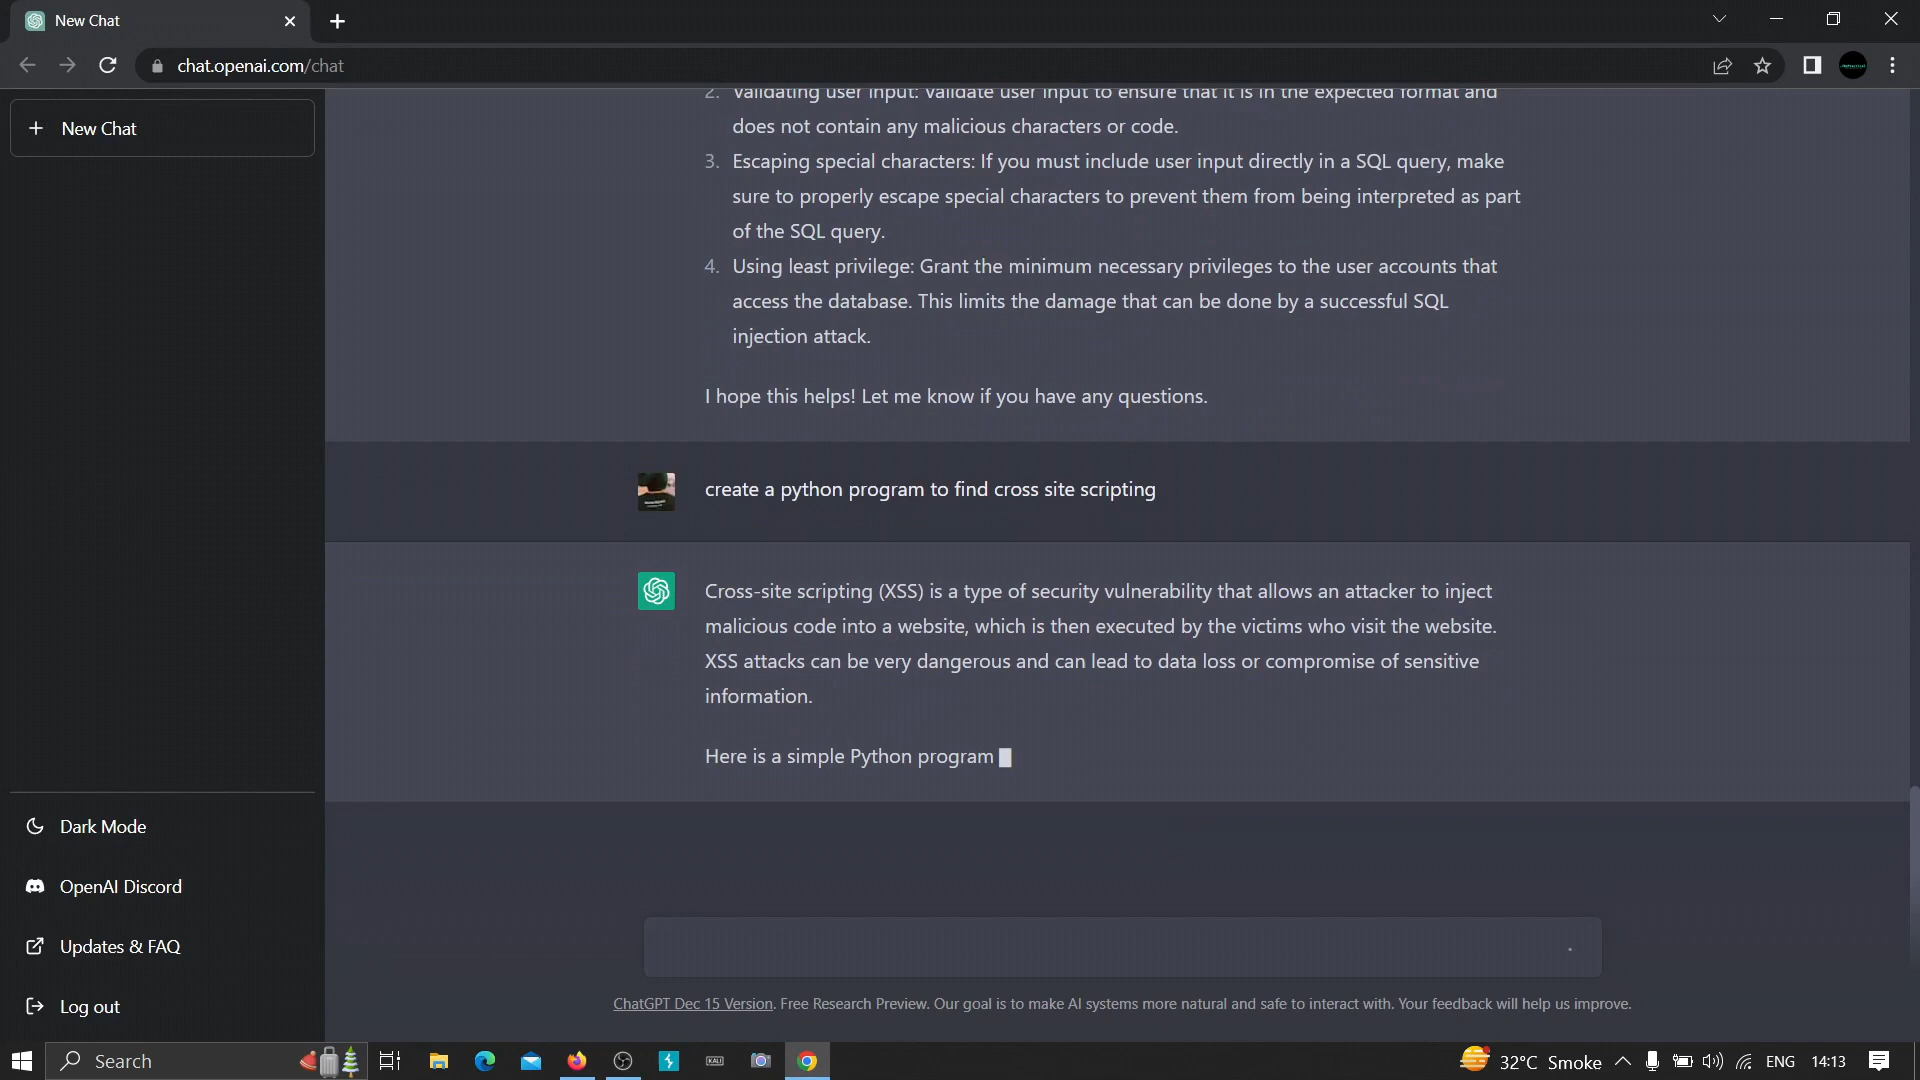 New Chat
chat.openai.com/chat
New Chat
2. Validating user input: Validate user input to ensure that it is in the expected format and
does not contain any malicious characters or code.
3. Escaping special characters: If you must include user input directly in a SQL query, make
sure to properly escape special characters to prevent them from being interpreted as part
of the SQL query.
4. Using least privilege: Grant the minimum necessary privileges to the user accounts that
access the database. This limits the damage that can be done by a successful SQL
injection attack.
I hope this helps! Let me know if you have any questions.
create a python program to find cross site scripting
Cross-site scripting (XSS) is a type of security vulnerability that allows an attacker to inject
malicious code into a website, which is then executed by the victims who visit the website.
XSS attacks can be very dangerous and can lead to data loss or compromise of sensitive
information.
Here is a simple Python program
Dark Mode
OpenAI Discord
Updates & FAQ
Log out
ChatGPT Dec 15 Version. Free Research Preview. Our goal is to make AI systems more natural and safe to interact with. Your feedback will help us improve.
Search
KALI
32°C Smoke
ENG
14:13